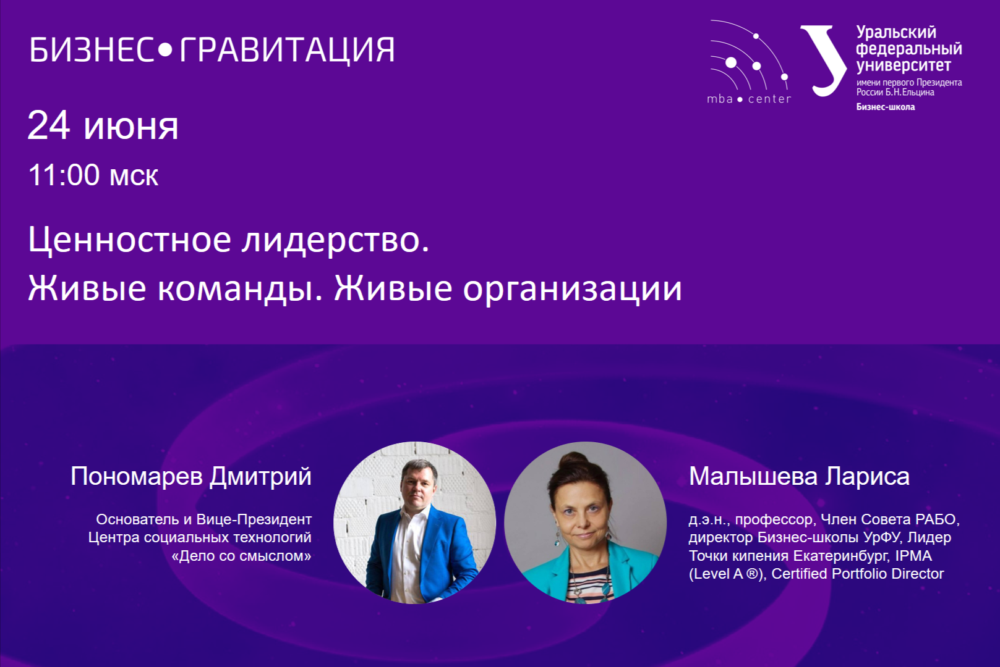 БИЗНЕС•ГРАВИТАЦИЯ
mba • center
Уральский
федеральный
университет
имени первого Президента
России Б.Н.Ельцина
Бизнес-школа
24 июня
11:00 мск
Ценностное лидерство.
Живые команды. Живые организации
Пономарев Дмитрий
Основатель и Вице-Президент
Центра социальных технологий
«Дело со смыслом»
Малышева Лариса
д.э.н., профессор, Член Совета РАБО,
директор Бизнес-школы УрФУ, Лидер
Точки кипения Екатеринбург, IPMA
(Level A ®), Certified Portfolio Director